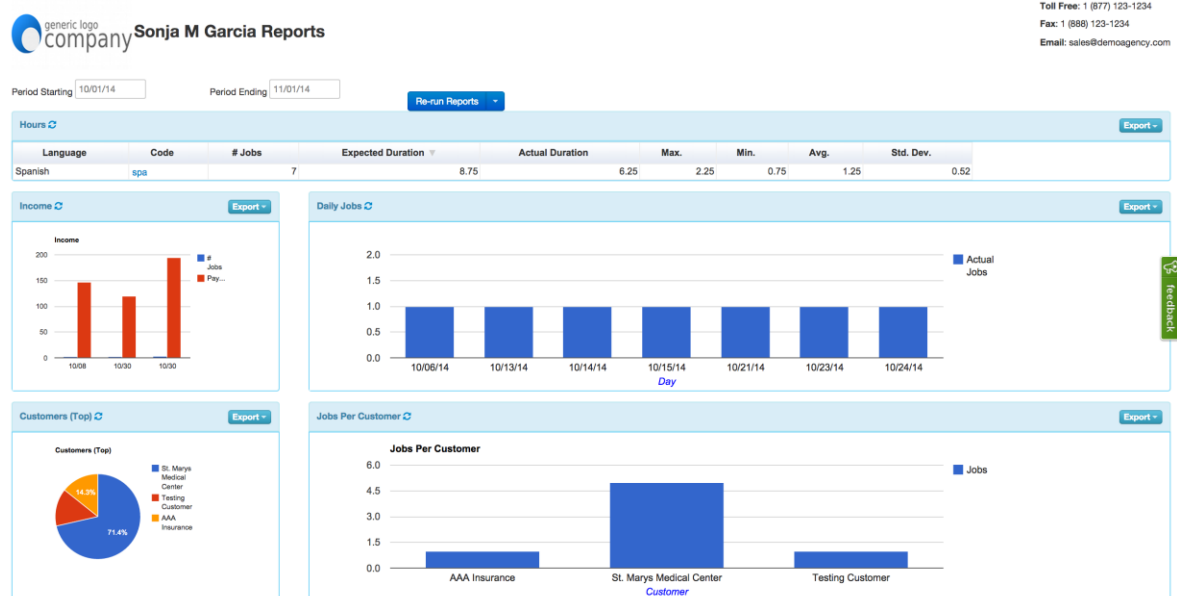 Toll Free: 1 (877) 123-1234
Fax: 1 (888) 123-1234
Email: sales@demoagency.com
generic logo
company
Sonja M Garcia Reports
Period Starting 10/01/14 Period Ending 11/01/14 Re-run Reports
Hours Export
Language Code # Jobs Expected Duration Actual Duration Max. Min. Avg. Std. Dev.
Spanish spa 7 8.75 6.25 2.25 0.75 1.25 0.52
Income Export
Income
200
150
100
50
0
10/08 10/30 10/30
#
Jobs
Pay...
Daily Jobs Export
2.0
1.5
1.0
0.5
0.0
10/06/14 10/13/14 10/14/14 10/15/14 10/21/14 10/23/14 10/24/14
Day
Actual
Jobs
feedback
Customers (Top) Export
Customers (Top)
14.3%
71.4%
St. Marys
Medical
Center
Testing
Customer
AAA
Insurance
Jobs Per Customer Export
Jobs Per Customer
6.0
4.5
3.0
1.5
0.0
AAA Insurance St. Marys Medical Center Testing Customer
Customer
Jobs